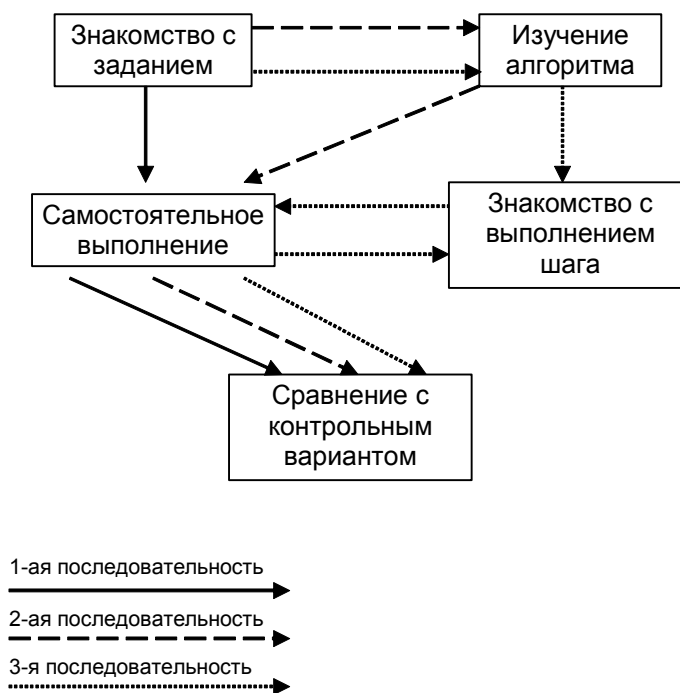 Знакомство с
заданием
Изучение
алгоритма
Самостоятельное
выполнение
Знакомство с
выполнением
шага
Сравнение с
контрольным
вариантом
1-ая последовательность
2-ая последовательность
3-я последовательность